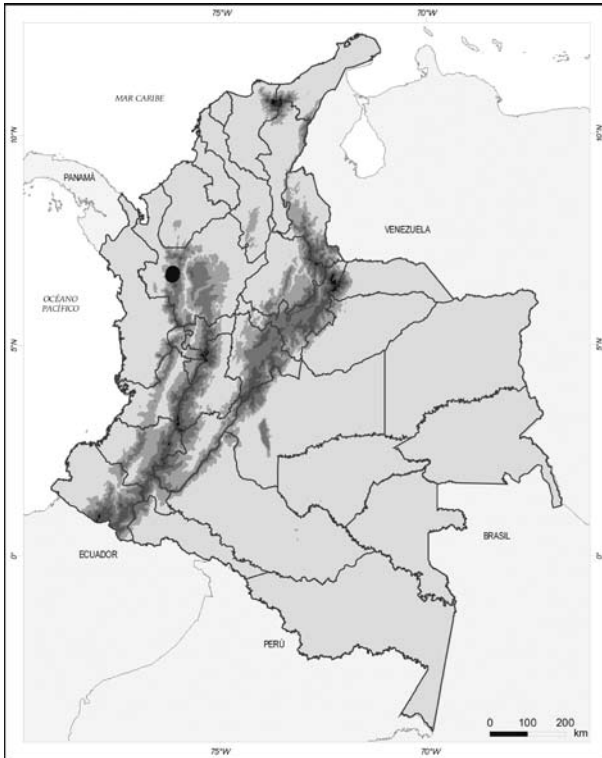 75°W 70°W
MAR CARIBE
10°N 10°N
PANAMÁ
VENEZUELA
OCÉANO
PACÍFICO
5°N 5°N
0° 0°
ECUADOR
BRASIL
PERÚ
0 100 200
km
75°W 70°W